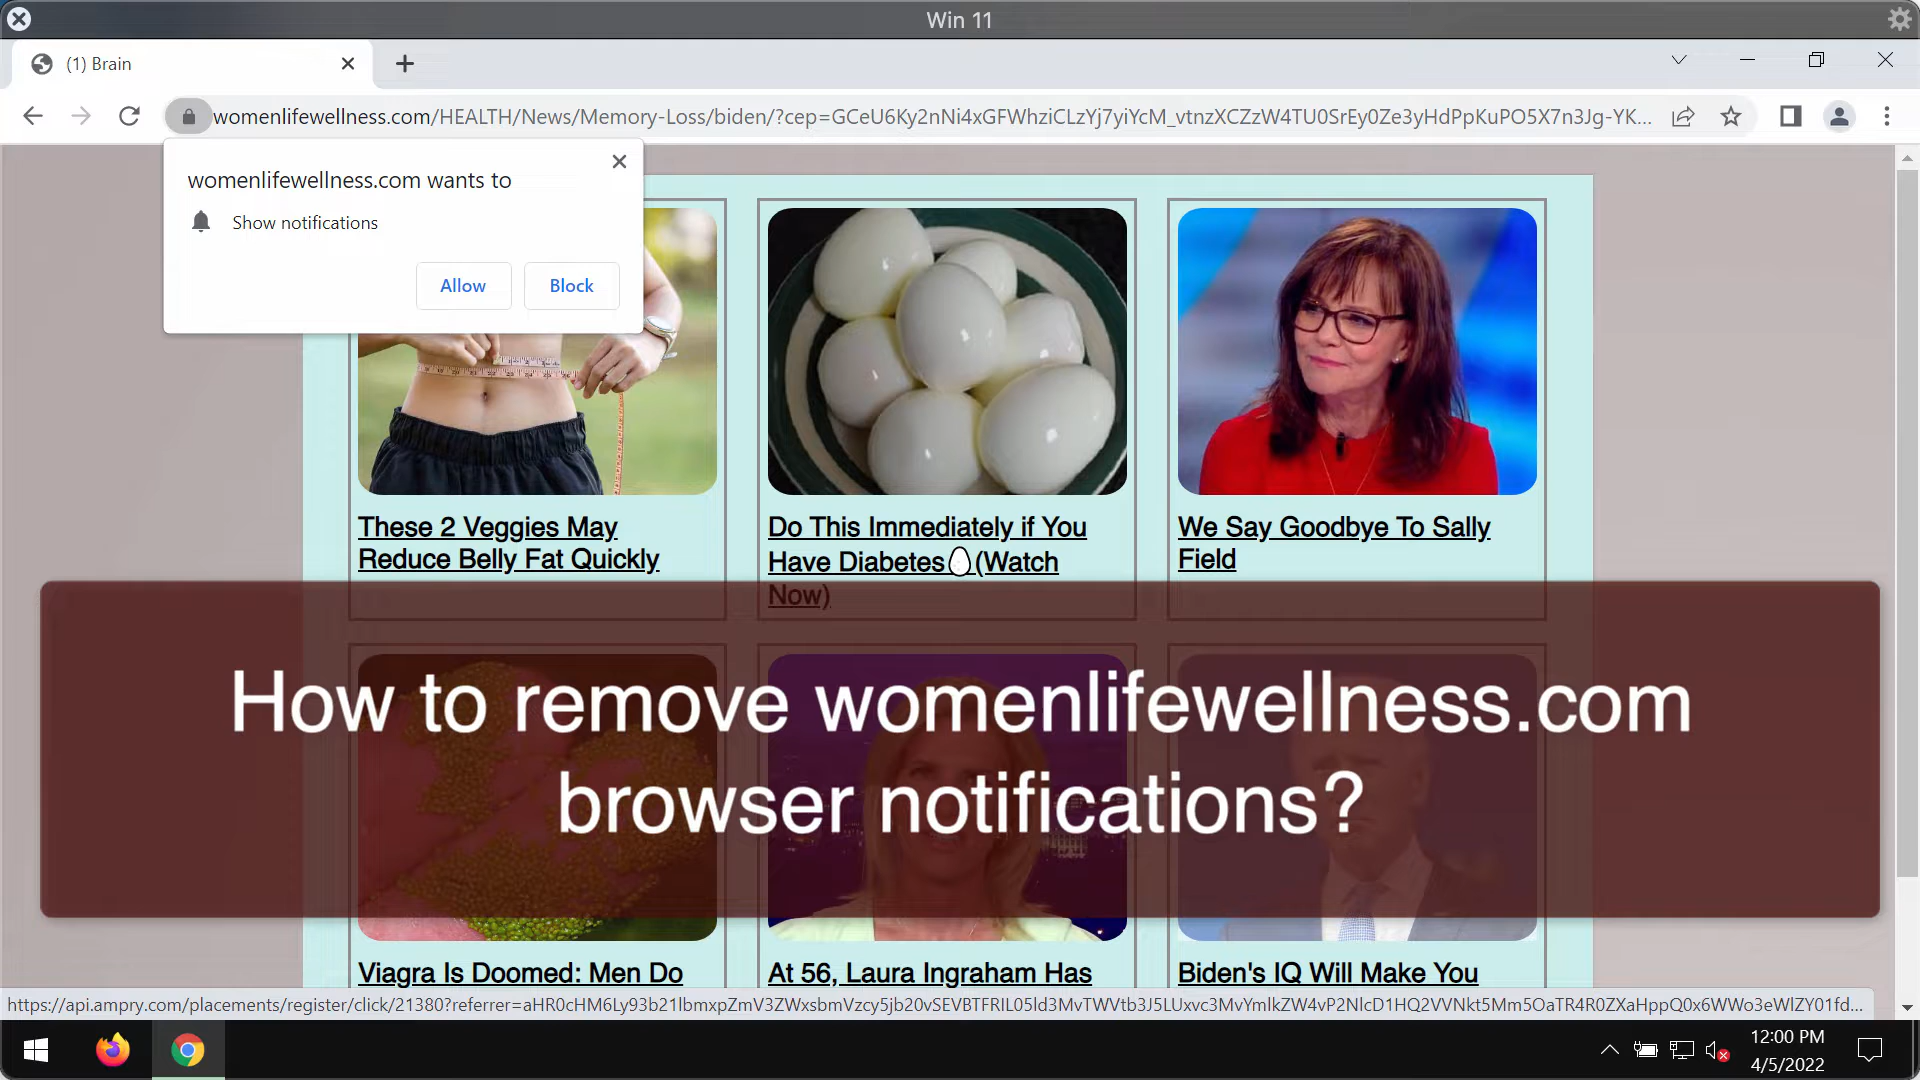 Win 11
(1) Brain
womenlifewellness.com/HEALTH/News/Memory-Loss/biden/?cep=GCeU6Ky2nNi4xGFWhziCLzYj7yiYcM_vtnzXCZzW4TU0SrEy0Ze3yHdPpKuPO5X7n3Jg-YK...
womenlifewellness.com wants to
Show notifications
Allow
Block
These 2 Veggies May
Reduce Belly Fat Quickly
Do This Immediately if You
Have Diabetes🥚(Watch
Now)
We Say Goodbye To Sally
Field
How to remove womenlifewellness.com
browser notifications?
Viagra Is Doomed: Men Do
At 56, Laura Ingraham Has
Biden's IQ Will Make You
https://api.ampry.com/placements/register/click/21380?referrer=aHR0cHM6Ly93b21lbmxpZmV3ZWxsbmVzcy5jb20vSEVBTFRIL05ld3MvTWVtb3J5LUxvc3MvYmlkZW4vP2NlcD1HQ2VVNkt5Mm5OaTR4R0ZXaHppQ0x6WWo3eWlZY01fd...
12:00 PM
4/5/2022